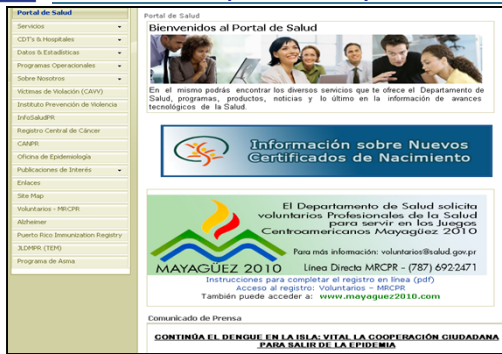 Portal de Salud
Servicios
CDT's & Hospitales
Datos & Estadísticas
Programas Operacionales
Sobre Nosotros
Víctimas de Violación (CAVV)
Instituto Prevención de Violencia
InfoSaludPR
Registro Central de Cáncer
CANPR
Oficina de Epidemiología
Publicaciones de Interés
Enlaces
Site Map
Voluntarios - MRCPR
Alzheimer
Puerto Rico Immunization Registry
JLDMPR (TEM)
Programa de Asma
Portal de Salud
Bienvenidos al Portal de Salud
En el mismo podrás encontrar los diversos servicios que te ofrece el Departamento de
Salud, programas, productos, noticias y lo último en la información de avances
tecnológicos de la Salud.
Información sobre Nuevos
Certificados de Nacimiento
El Departamento de Salud solicita
voluntarios Profesionales de la Salud
para servir en los Juegos
Centroamericanos Mayagüez 2010
Para más información: voluntarios@salud.gov.pr
MAYAGÜEZ 2010
Línea Directa MRCPR - (787) 692-2471
Instrucciones para completar el registro en línea (pdf)
Acceso al registro: Voluntarios - MRCPR
También puede acceder a: www.mayaguez2010.com
Comunicado de Prensa
CONTINÚA EL DENGUE EN LA ISLA: VITAL LA COOPERACIÓN CIUDADANA
PARA SALIR DE LA EPIDEMIA